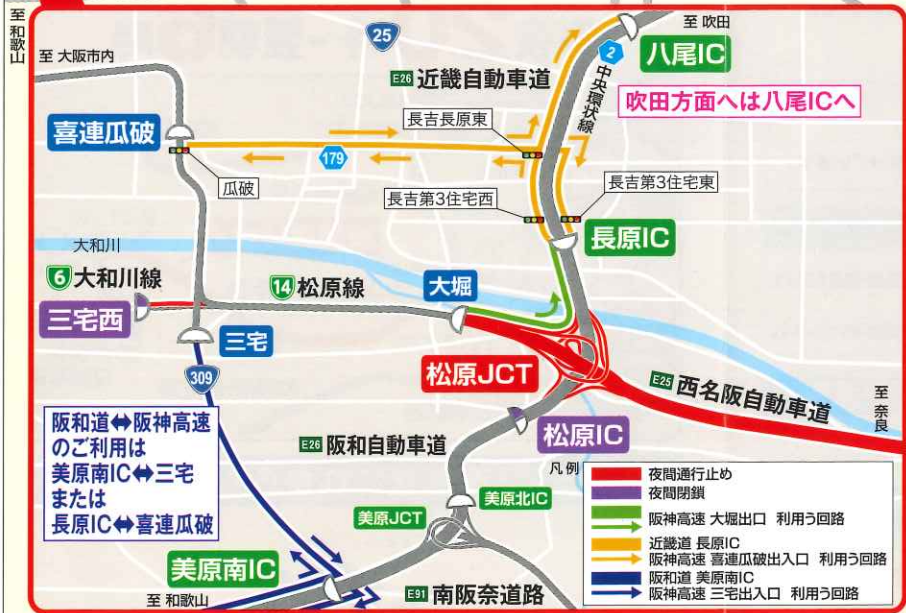 至和歌山
至 大阪市内
25
至 吹田
2
八尾IC
E26 近畿自動車道
中央環状線
吹田方面へは八尾ICへ
長吉長原東
喜連瓜破
179
瓜破
長吉第3住宅西
長吉第3住宅東
長原IC
大和川
6 大和川線
14 松原線
大堀
三宅西
三宅
松原JCT
309
E25 西名阪自動車道
至奈良
阪和道⇔阪神高速
のご利用は
美原南IC⇔三宅
または
長原IC⇔喜連瓜破
E26 阪和自動車道
松原IC
凡例
夜間通行止め
夜間閉鎖
阪神高速 大堀出口 利用う回路
近畿道 長原IC
阪神高速 喜連瓜破出入口 利用う回路
阪和道 美原南IC
阪神高速 三宅出入口 利用う回路
美原北IC
美原JCT
美原南IC
至 和歌山
E91 南阪奈道路